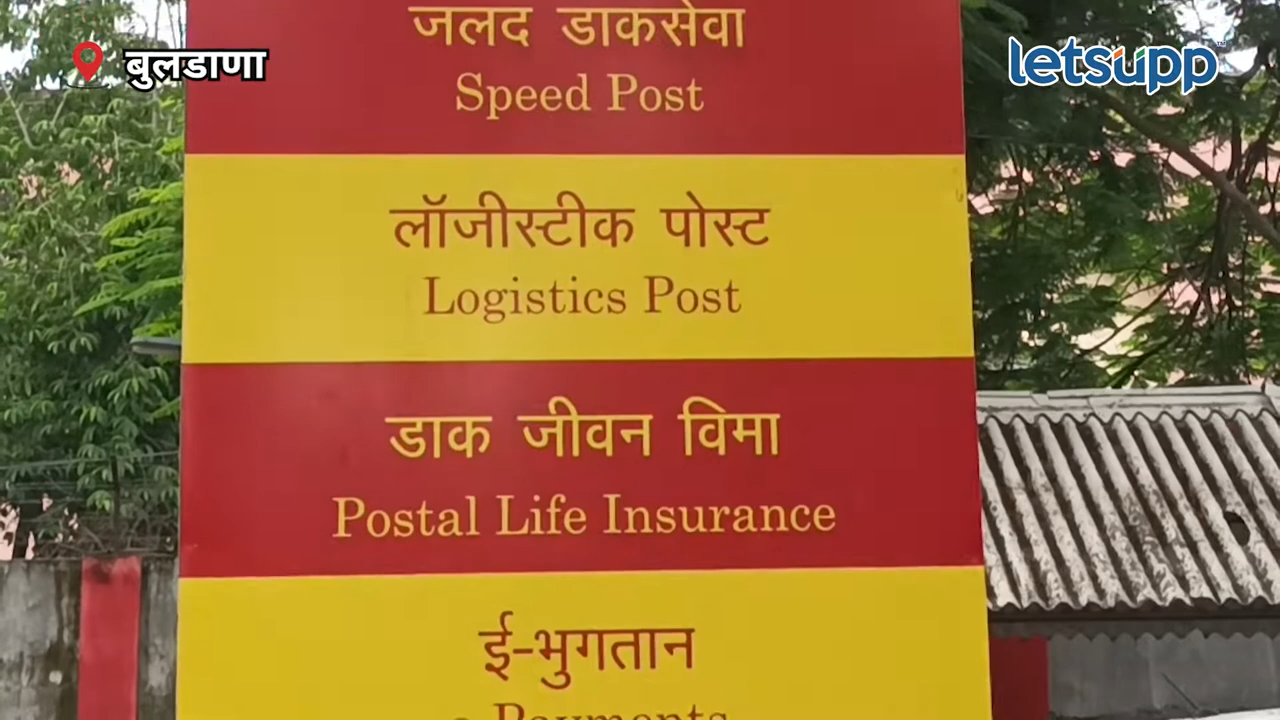 बुलडाणा
letsupp
जलद डाकसेवा
Speed Post
लॉजीस्टीक पोस्ट
Logistics Post
डाक जीवन विमा
Postal Life Insurance
ई-भुगतान
e-Payments